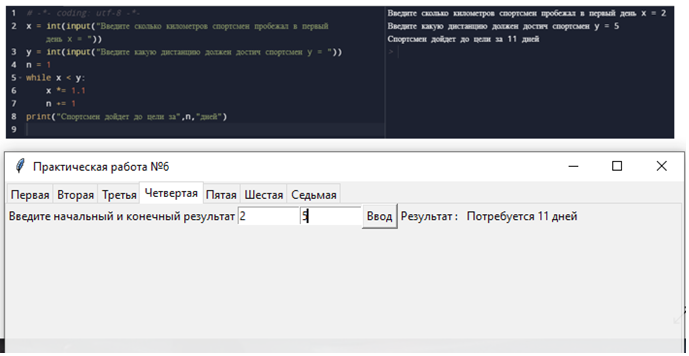 1 # -*- coding: utf-8 -*-
2 x = int(input("Введите сколько километров спортсмен пробежал в первый
день x = "))
3 y = int(input("Введите какую дистанцию должен достич спортсмен y = "))
4 n = 1
5 while x < y:
6 x *= 1.1
7 n += 1
8 print("Спортсмен дойдет до цели за",n,"дней")
9
Введите сколько километров спортсмен пробежал в первый день x = 2
Введите какую дистанцию должен достич спортсмен y = 5
Спортсмен дойдет до цели за 11 дней
Практическая работа №6
Первая Вторая Третья Четвертая Пятая Шестая Седьмая
Введите начальный и конечный результат 2 5 Ввод Результат : Потребуется 11 дней